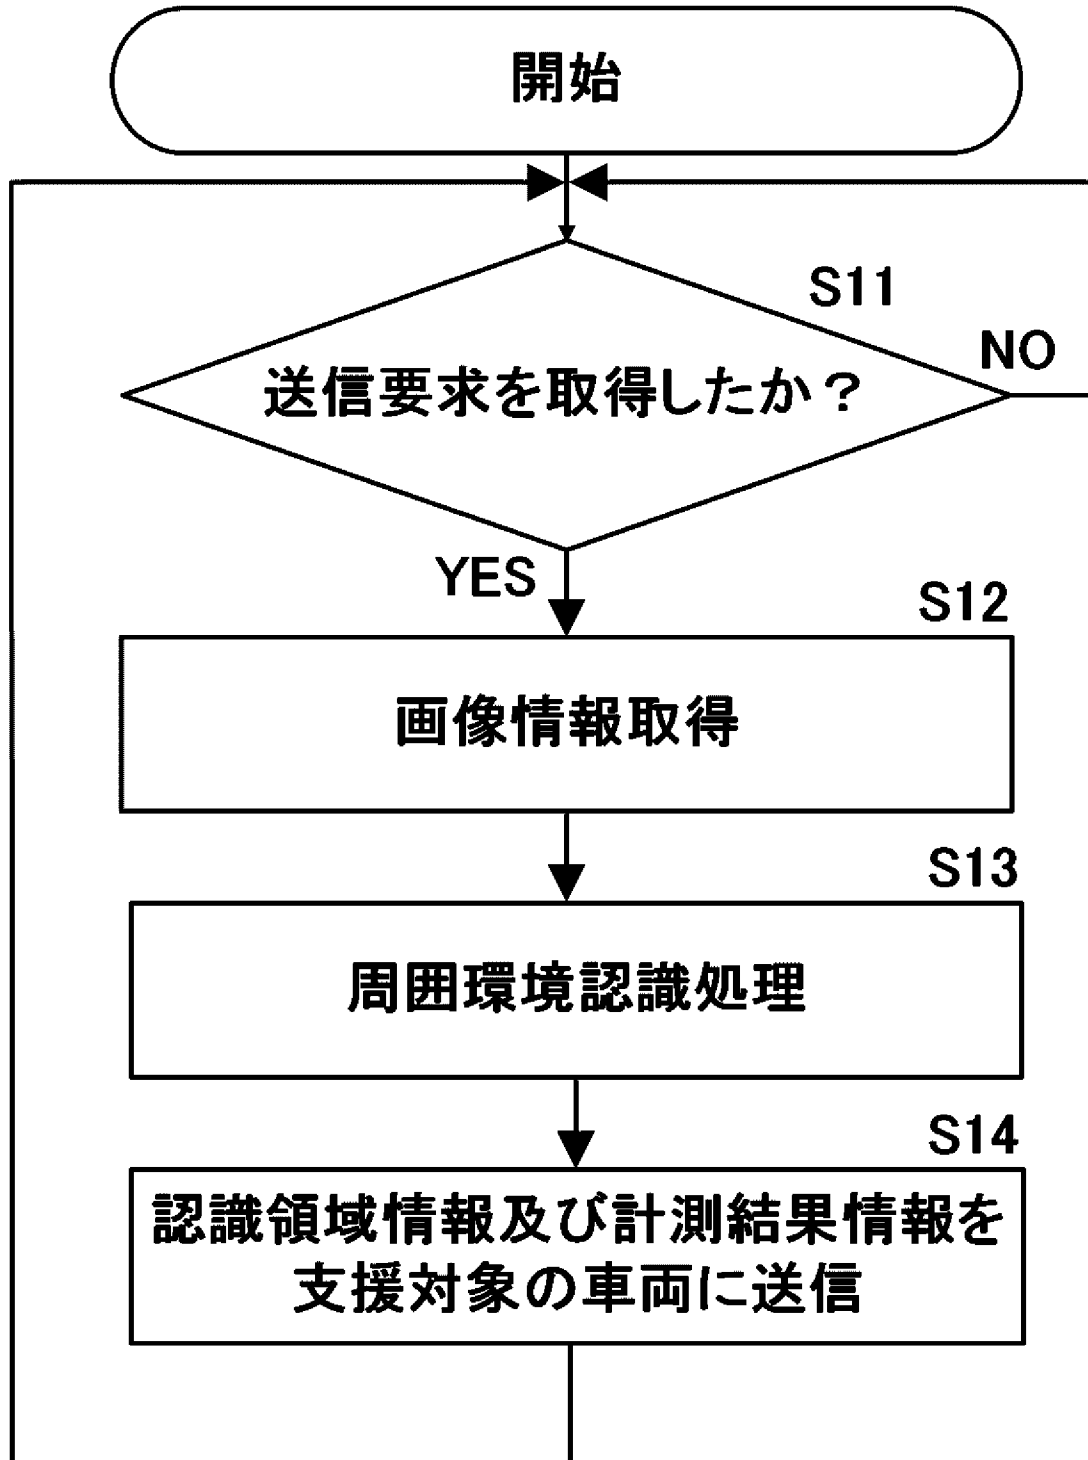 開始
S11
送信要求を取得したか？
NO
YES
S12
画像情報取得
S13
周囲環境認識処理
S14
認識領域情報及び計測結果情報を
支援対象の車両に送信